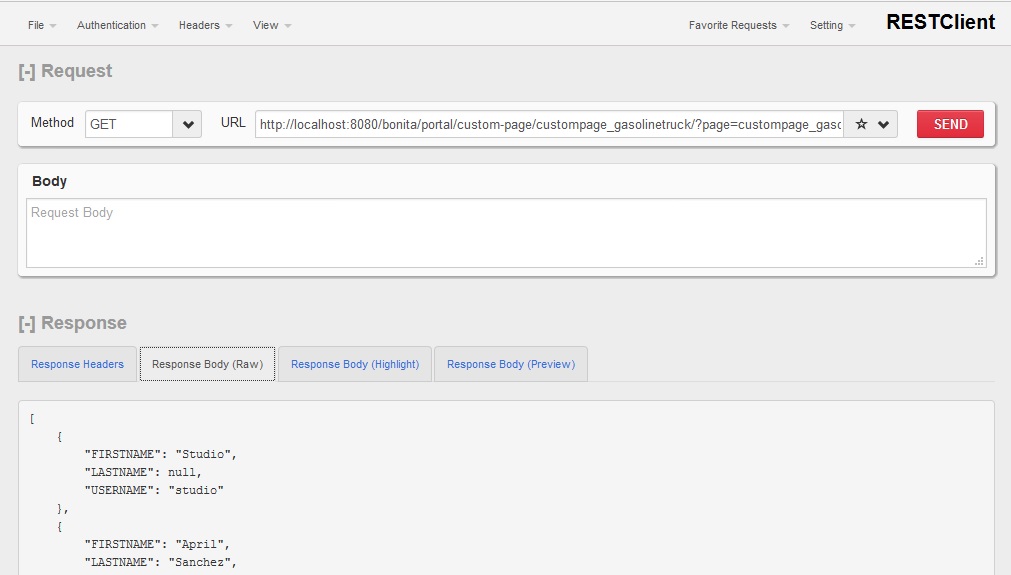 File Authentication Headers View Favorite Requests Setting RESTClient
[-] Request
Method GET URL http://localhost:8080/bonita/portal/custom-page/custompage_gasolinetruck/?page=custompage_gasc SEND
Body
Request Body
[-] Response
Response Headers Response Body (Raw) Response Body (Highlight) Response Body (Preview)
[
{
"FIRSTNAME": "Studio",
"LASTNAME": null,
"USERNAME": "studio"
},
{
"FIRSTNAME": "April",
"LASTNAME": "Sanchez",